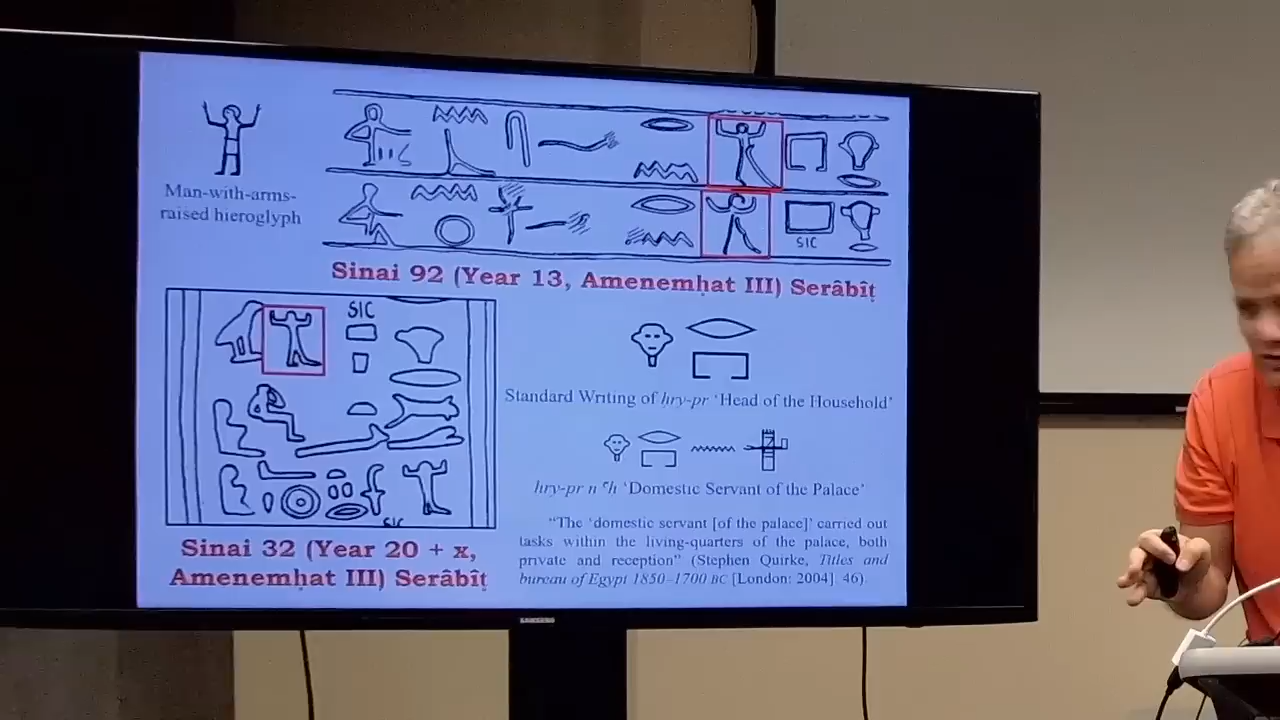 Man-with-arms-
raised hieroglyph
SIC
Sinai 92 (Year 13, Amenemḥat III) Serâbîṭ
SIC
SIC
Sinai 32 (Year 20 + x,
Amenemḥat III) Serâbîṭ
Standard Writing of ḥry-pr ‘Head of the Household’
ḥry-pr n ꜥḥ ‘Domestic Servant of the Palace’
“The ‘domestic servant [of the palace]’ carried out
tasks within the living-quarters of the palace, both
private and reception” (Stephen Quirke, Titles and
bureau of Egypt 1850–1700 BC [London: 2004] 46).
SAMSUNG